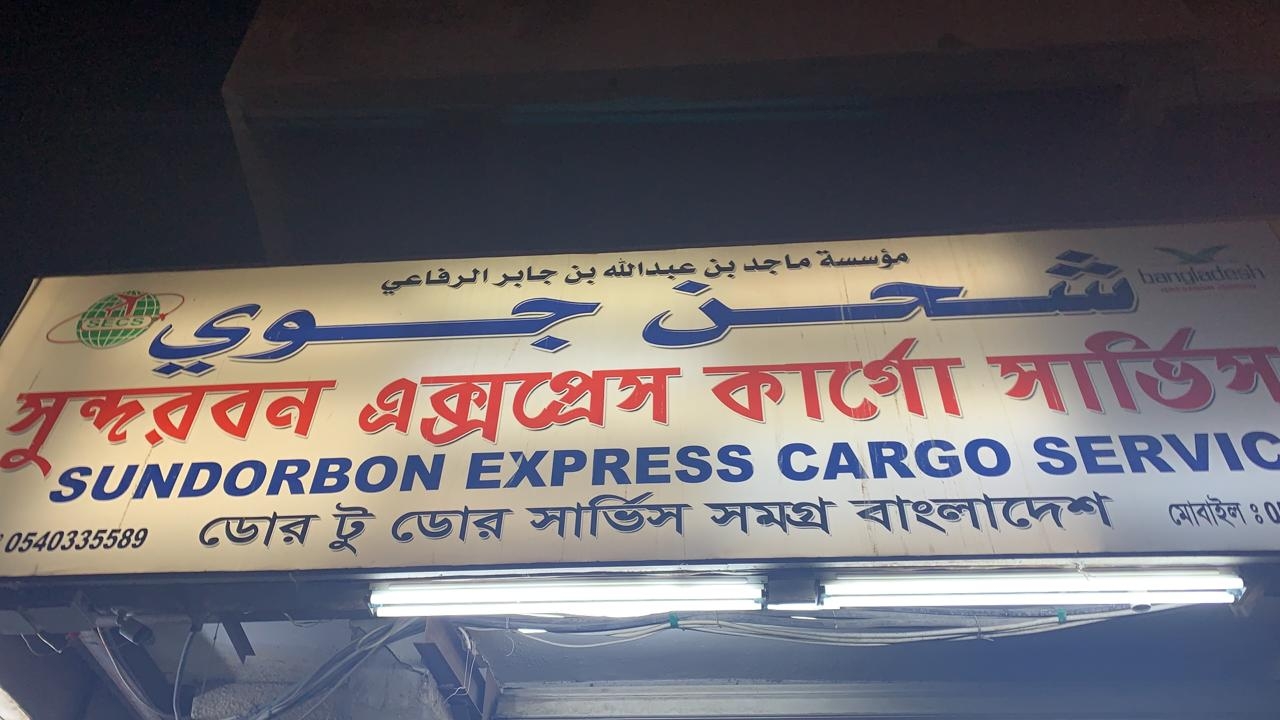 مؤسسة ماجد بن عبدالله بن جابر الرفاعي
شحن جوي
SECS
bangladesh
সুন্দরবন এক্সপ্রেস কার্গো সার্ভিস
SUNDORBON EXPRESS CARGO SERVIC
: 0540335589
ডোর টু ডোর সার্ভিস সমগ্র বাংলাদেশ
মোবাইল ঃ 0